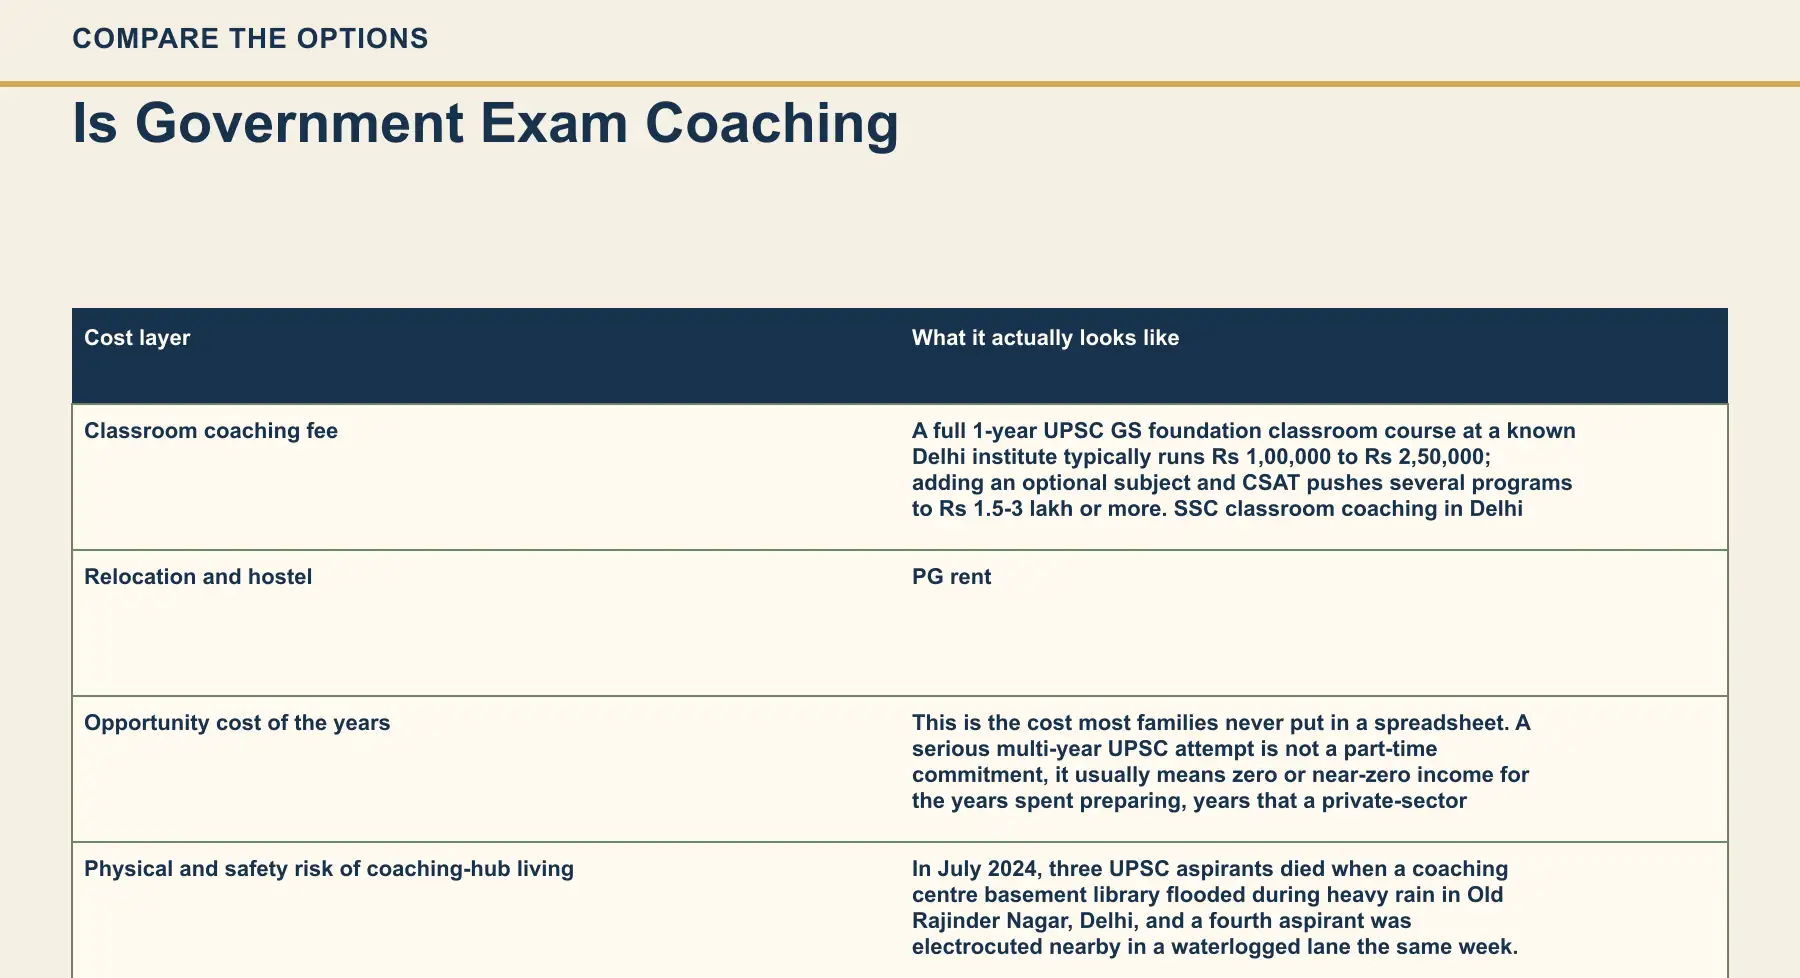 COMPARE THE OPTIONS
Is Government Exam Coaching
Cost layer
What it actually looks like
Classroom coaching fee
A full 1-year UPSC GS foundation classroom course at a known
Delhi institute typically runs Rs 1,00,000 to Rs 2,50,000;
adding an optional subject and CSAT pushes several programs
to Rs 1.5-3 lakh or more. SSC classroom coaching in Delhi
Relocation and hostel
PG rent
Opportunity cost of the years
This is the cost most families never put in a spreadsheet. A
serious multi-year UPSC attempt is not a part-time
commitment, it usually means zero or near-zero income for
the years spent preparing, years that a private-sector
Physical and safety risk of coaching-hub living
In July 2024, three UPSC aspirants died when a coaching
centre basement library flooded during heavy rain in Old
Rajinder Nagar, Delhi, and a fourth aspirant was
electrocuted nearby in a waterlogged lane the same week.